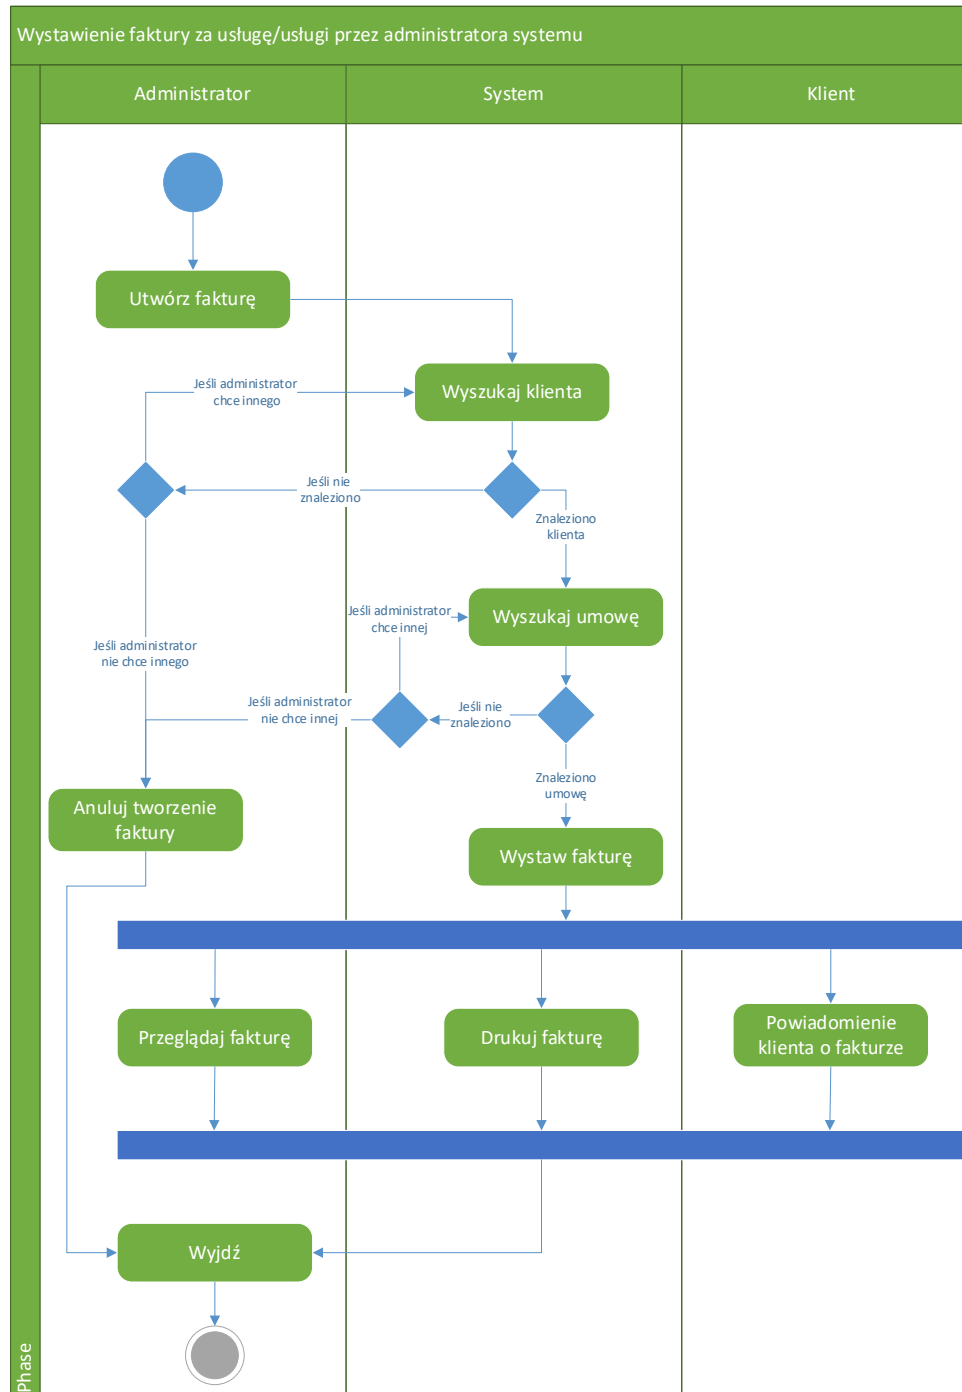 Wystawienie faktury za usługę/usługi przez administratora systemu
Administrator
System
Klient
Utwórz fakturę
Jeśli administrator
chce innego
Wyszukaj klienta
Jeśli nie
znaleziono
Znaleziono
klienta
Jeśli administrator
chce innej
Wyszukaj umowę
Jeśli administrator
nie chce innego
Jeśli administrator
nie chce innej
Jeśli nie
znaleziono
Znaleziono
umowę
Anuluj tworzenie
faktury
Wystaw fakturę
Przeglądaj fakturę
Drukuj fakturę
Powiadomienie
klienta o fakturze
Wyjdź
Phase